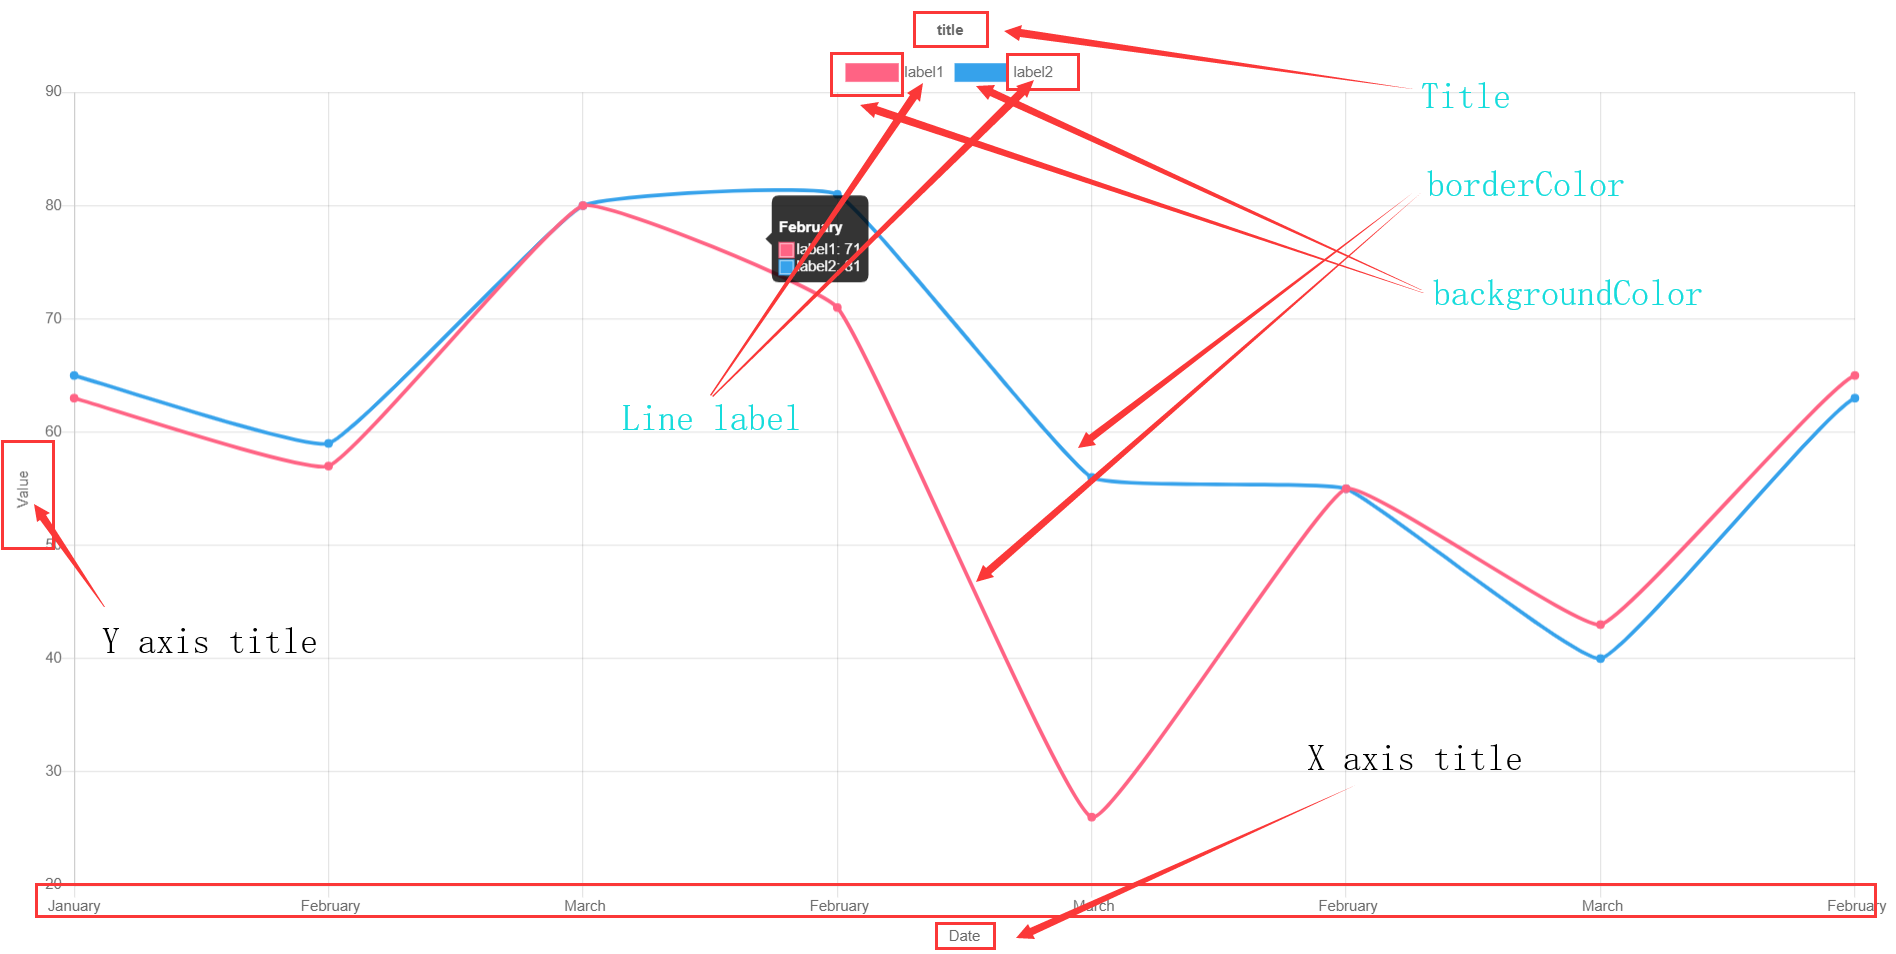 title
label1 label2
Title
90
borderColor
80
February
label1: 71
label2: 81
backgroundColor
70
Line label
60
Value
50
Y axis title
40
X axis title
30
20
January February March February March February March February
Date